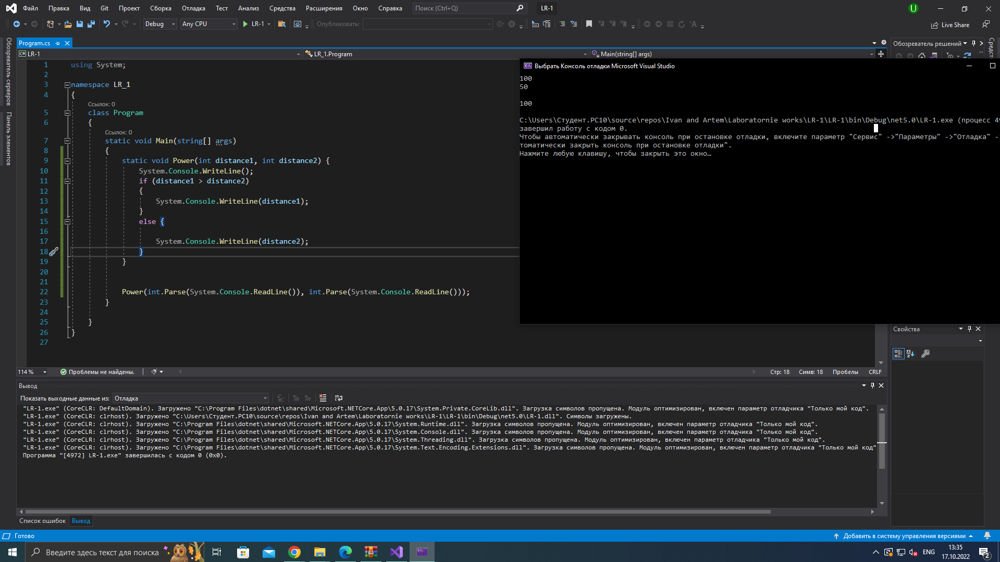 Файл Правка Вид Git Проект Сборка Отладка Тест Анализ Средства Расширения Окно Справка Поиск (Ctrl+Q) LR-1 U
Debug Any CPU LR-1 Опубликовать: Live Share
Обозреватель серверов
Панель элементов
Program.cs
LR-1 LR_1.Program Main(string[] args)
1 using System;
2
3 namespace LR_1
4 {
Ссылок: 0
5 class Program
6 {
Ссылок: 0
7 static void Main(string[] args)
8 {
9 static void Power(int distance1, int distance2) {
10 System.Console.WriteLine();
11 if (distance1 > distance2)
12 {
13 System.Console.WriteLine(distance1);
14 }
15 else {
16
17 System.Console.WriteLine(distance2);
18 }
19 }
20
21
22 Power(int.Parse(System.Console.ReadLine()), int.Parse(System.Console.ReadLine()));
23 }
24
25 }
26 }
27
Обозреватель решений
Выбрать Консоль отладки Microsoft Visual Studio
100
50
100
C:\Users\Студент.PC10\source\repos\Ivan and Artem\Laboratornie works\LR-1\LR-1\bin\Debug\net5.0\LR-1.exe (процесс 4
завершил работу с кодом 0.
Чтобы автоматически закрывать консоль при остановке отладки, включите параметр "Сервис" ->"Параметры" ->"Отладка" -
томатически закрыть консоль при остановке отладки".
Нажмите любую клавишу, чтобы закрыть это окно…
Свойства
114 % Проблемы не найдены. Стр: 18 Симв: 18 Пробелы CRLF
Вывод
Показать выходные данные из: Отладка
"LR-1.exe" (CoreCLR: DefaultDomain). Загружено "C:\Program Files\dotnet\shared\Microsoft.NETCore.App\5.0.17\System.Private.CoreLib.dll". Загрузка символов пропущена. Модуль оптимизирован, включен параметр отладчика "Только мой код".
"LR-1.exe" (CoreCLR: clrhost). Загружено "C:\Users\Студент.PC10\source\repos\Ivan and Artem\Laboratornie works\LR-1\LR-1\bin\Debug\net5.0\LR-1.dll". Символы загружены.
"LR-1.exe" (CoreCLR: clrhost). Загружено "C:\Program Files\dotnet\shared\Microsoft.NETCore.App\5.0.17\System.Runtime.dll". Загрузка символов пропущена. Модуль оптимизирован, включен параметр отладчика "Только мой код".
"LR-1.exe" (CoreCLR: clrhost). Загружено "C:\Program Files\dotnet\shared\Microsoft.NETCore.App\5.0.17\System.Console.dll". Загрузка символов пропущена. Модуль оптимизирован, включен параметр отладчика "Только мой код".
"LR-1.exe" (CoreCLR: clrhost). Загружено "C:\Program Files\dotnet\shared\Microsoft.NETCore.App\5.0.17\System.Threading.dll". Загрузка символов пропущена. Модуль оптимизирован, включен параметр отладчика "Только мой код".
"LR-1.exe" (CoreCLR: clrhost). Загружено "C:\Program Files\dotnet\shared\Microsoft.NETCore.App\5.0.17\System.Text.Encoding.Extensions.dll". Загрузка символов пропущена. Модуль оптимизирован, включен параметр отладчика "Только мой код"
Программа "[4972] LR-1.exe" завершилась с кодом 0 (0x0).
Список ошибок Вывод
Готово Добавить в систему управления версиями
Введите здесь текст для поиска ENG 13:35
17.10.2022 2